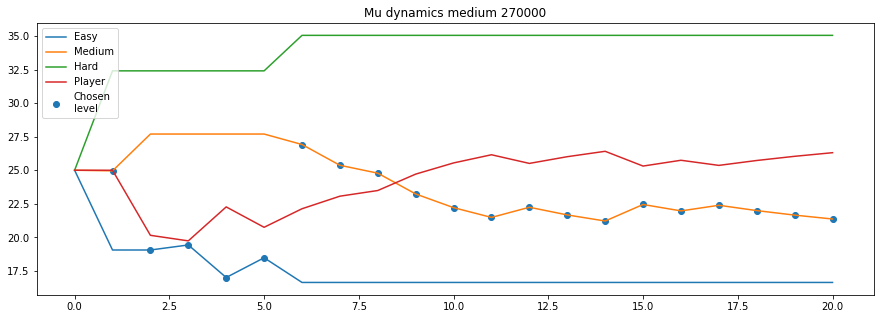 Mu dynamics medium 270000
35.0
32.5
30.0
27.5
25.0
22.5
20.0
17.5
Easy
Medium
Hard
Player
Chosen
level
0.0 2.5 5.0 7.5 10.0 12.5 15.0 17.5 20.0